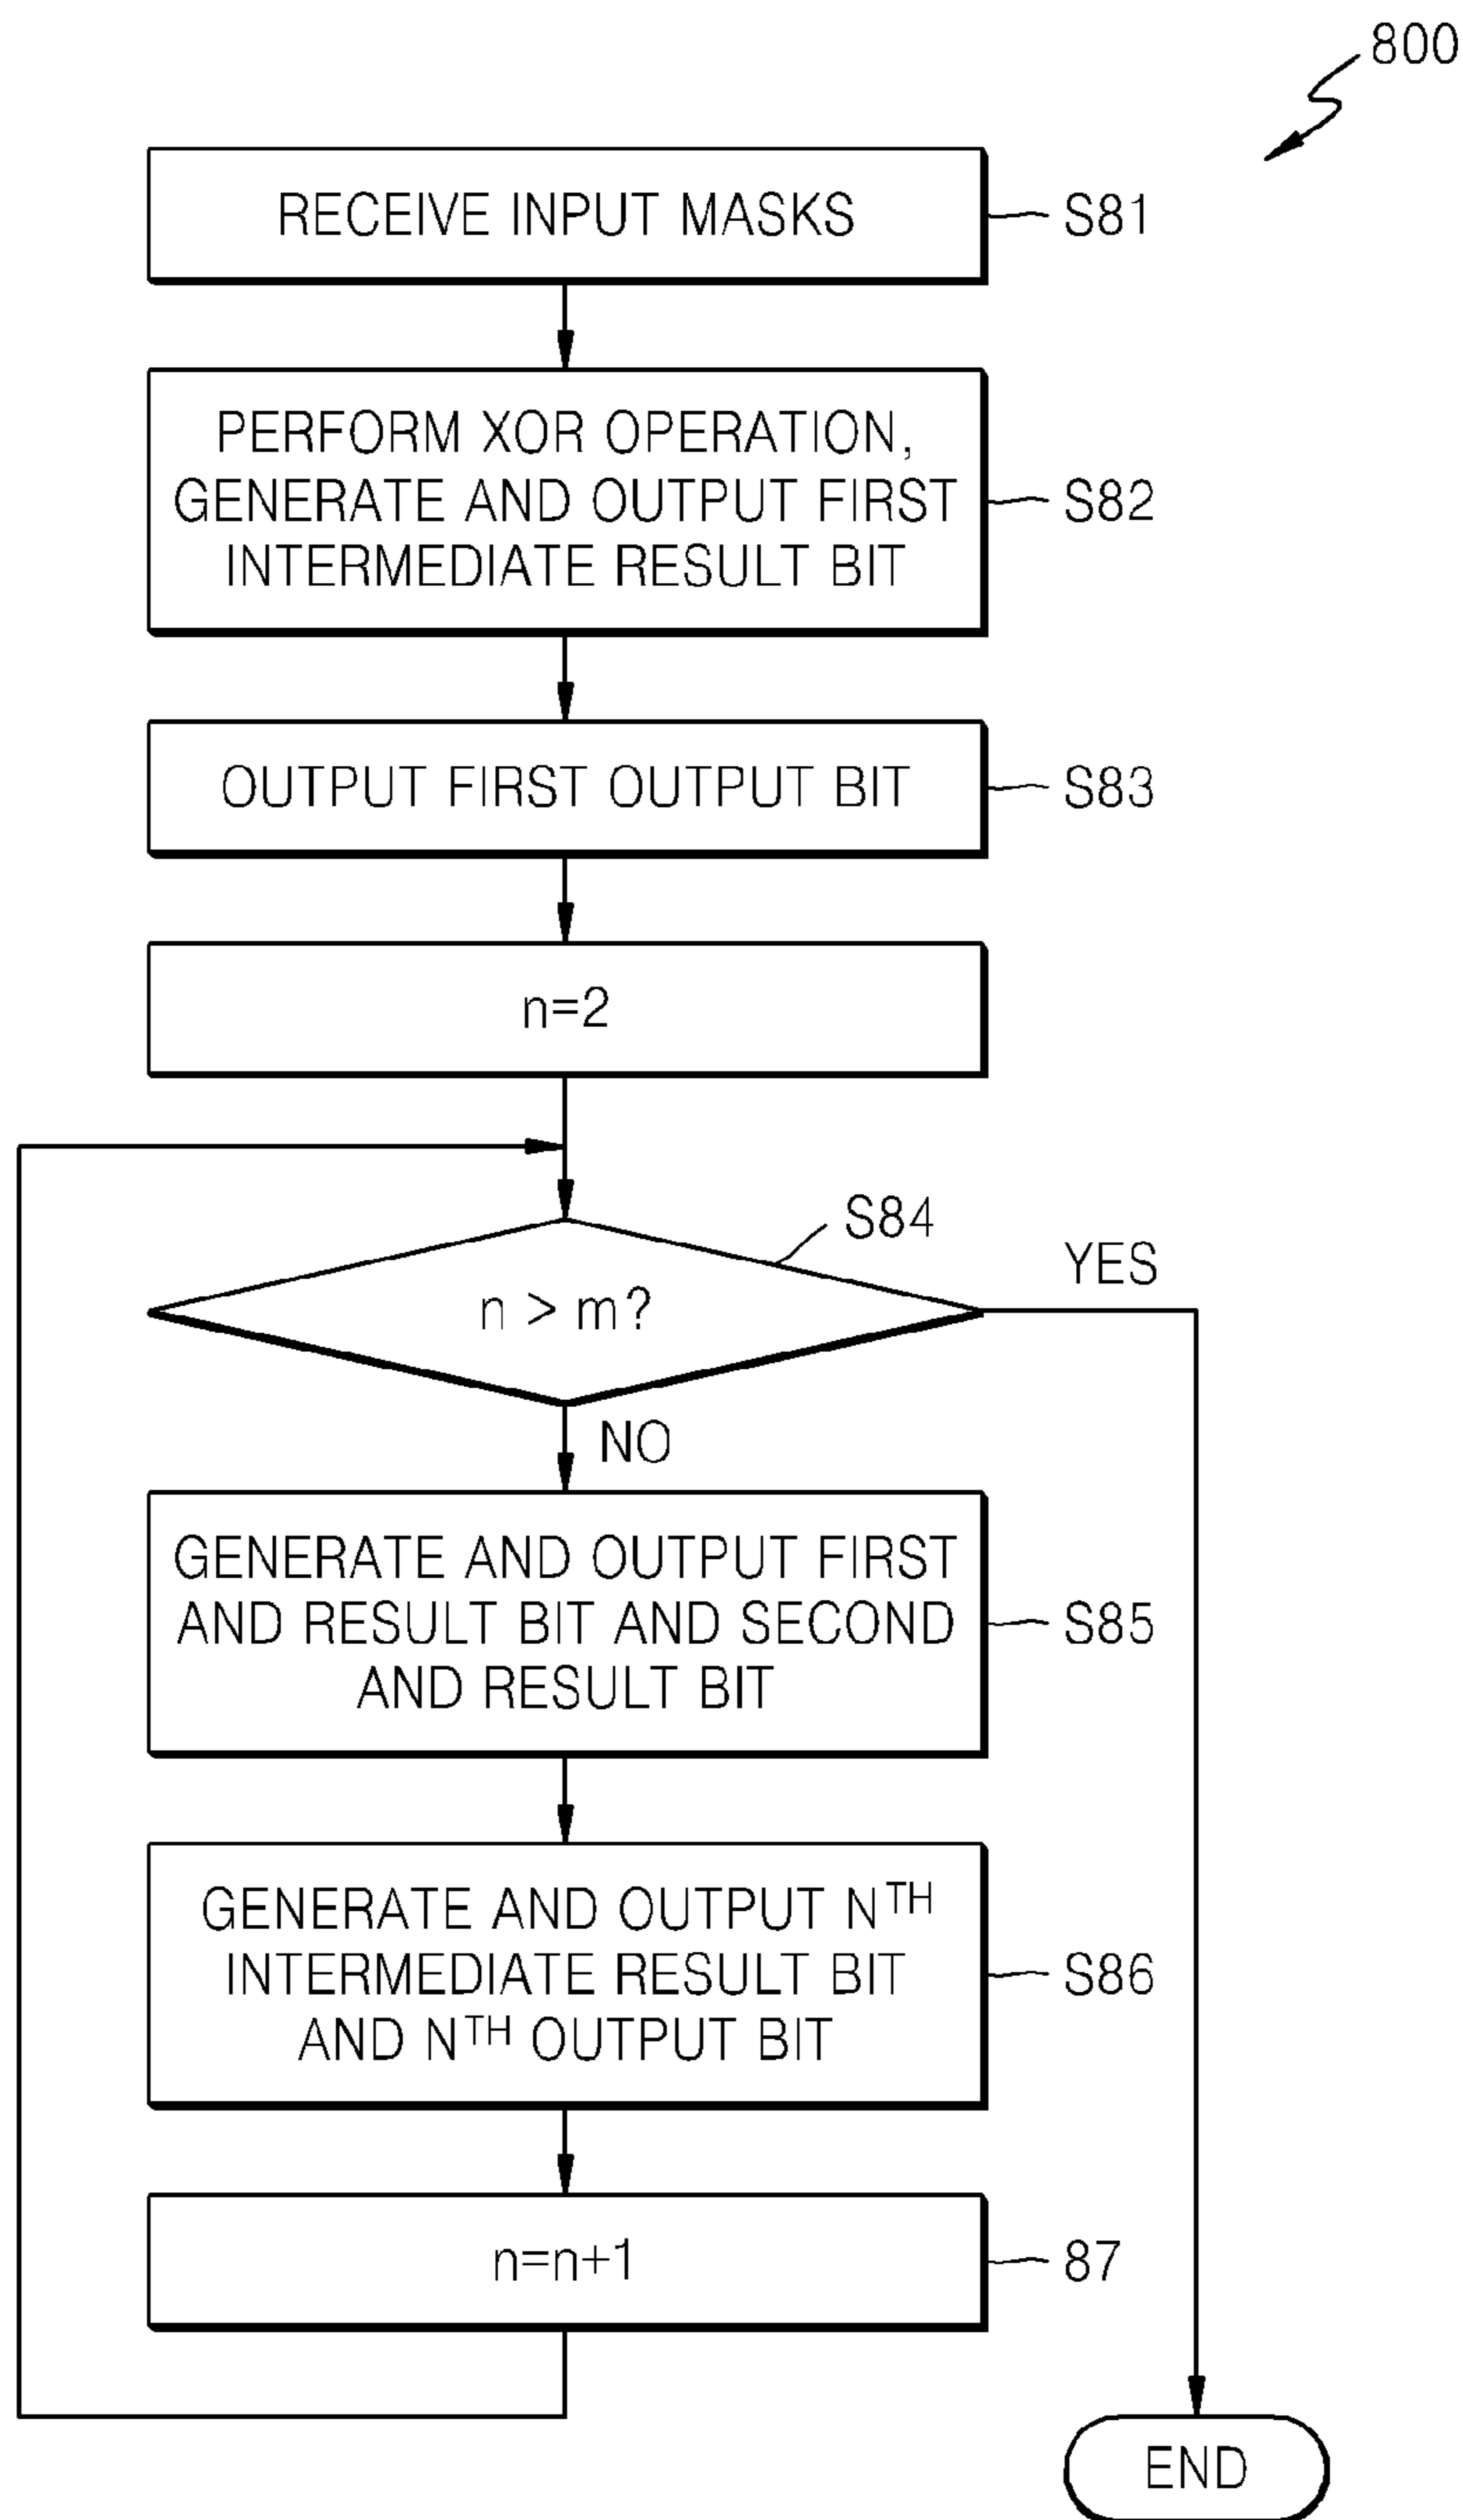 800
RECEIVE INPUT MASKS
S81
PERFORM XOR OPERATION,
GENERATE AND OUTPUT FIRST
INTERMEDIATE RESULT BIT
S82
OUTPUT FIRST OUTPUT BIT
S83
n=2
S84
n > m?
YES
NO
GENERATE AND OUTPUT FIRST
AND RESULT BIT AND SECOND
AND RESULT BIT
S85
GENERATE AND OUTPUT Nᵀᴴ
INTERMEDIATE RESULT BIT
AND Nᵀᴴ OUTPUT BIT
S86
n=n+1
87
END